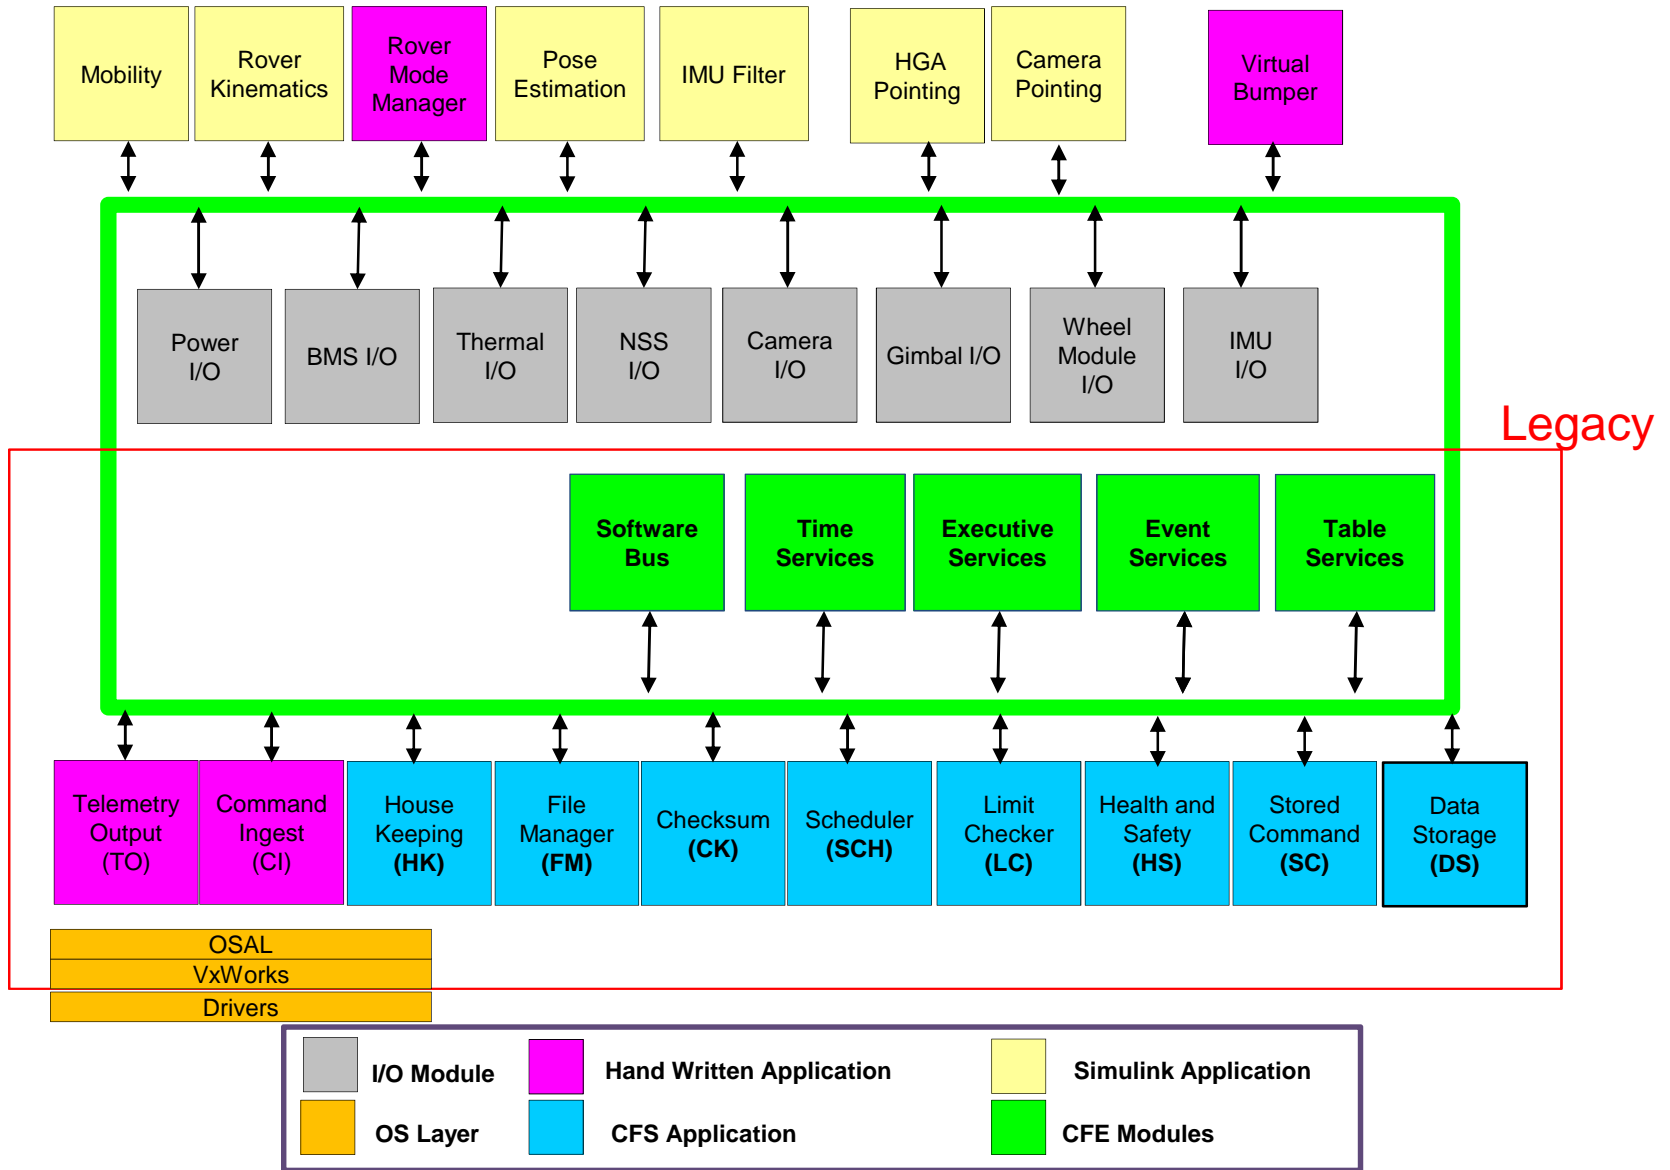 Mobility
Rover
Kinematics
Rover
Mode
Manager
Pose
Estimation
IMU Filter
HGA
Pointing
Camera
Pointing
Virtual
Bumper
Power
I/O
BMS I/O
Thermal
I/O
NSS
I/O
Camera
I/O
Gimbal I/O
Wheel
Module
I/O
IMU
I/O
Legacy
Software
Bus
Time
Services
Executive
Services
Event
Services
Table
Services
Telemetry
Output
(TO)
Command
Ingest
(CI)
House
Keeping
(HK)
File
Manager
(FM)
Checksum
(CK)
Scheduler
(SCH)
Limit
Checker
(LC)
Health and
Safety
(HS)
Stored
Command
(SC)
Data
Storage
(DS)
OSAL
VxWorks
Drivers
I/O Module
Hand Written Application
Simulink Application
OS Layer
CFS Application
CFE Modules